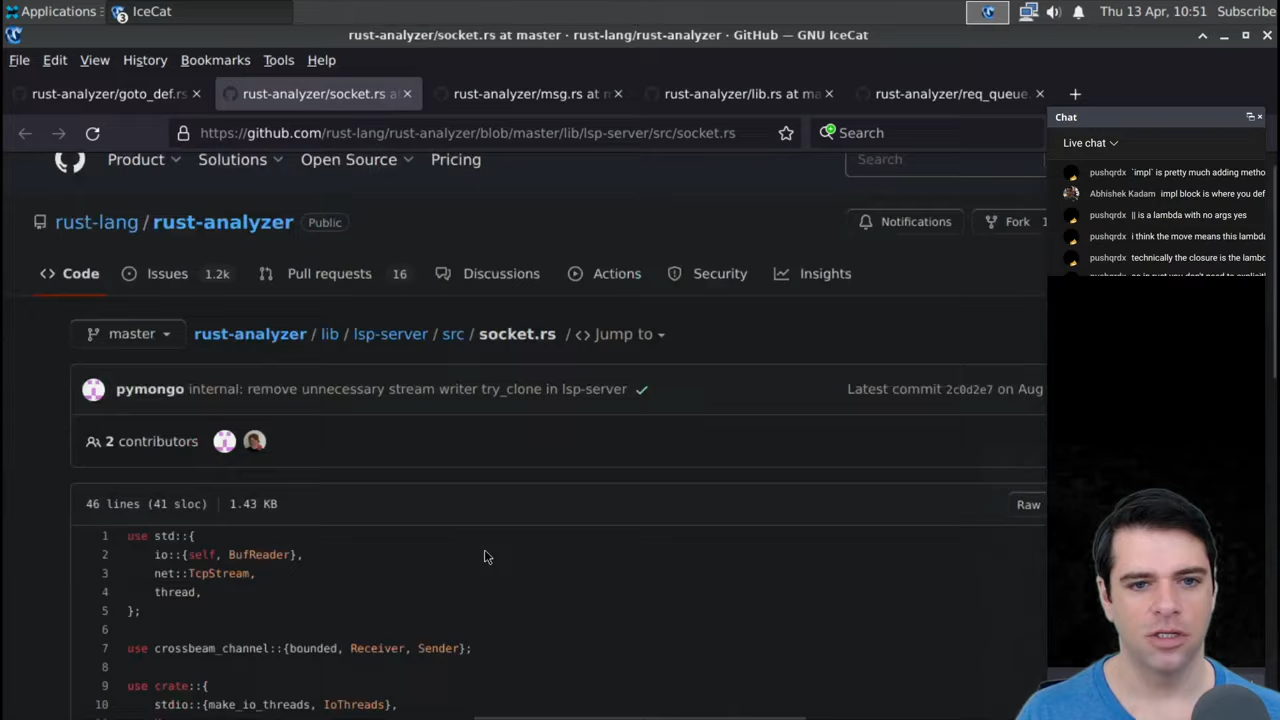 Applications
IceCat
Thu 13 Apr, 10:51
Subscribe
rust-analyzer/socket.rs at master · rust-lang/rust-analyzer · GitHub — GNU IceCat
File Edit View History Bookmarks Tools Help
rust-analyzer/goto_def.rs
rust-analyzer/socket.rs at
rust-analyzer/msg.rs at m
rust-analyzer/lib.rs at ma
rust-analyzer/req_queue.
https://github.com/rust-lang/rust-analyzer/blob/master/lib/lsp-server/src/socket.rs
Search
Chat
Live chat
pushqrdx `impl` is pretty much adding metho
Abhishek Kadam impl block is where you def
pushqrdx || is a lambda with no args yes
pushqrdx i think the move means this lambda
pushqrdx technically the closure is the lambd
Product Solutions Open Source Pricing
Search
rust-lang / rust-analyzer Public
Notifications
Fork 1
Code
Issues 1.2k
Pull requests 16
Discussions
Actions
Security
Insights
master
rust-analyzer / lib / lsp-server / src / socket.rs / <> Jump to
pymongo internal: remove unnecessary stream writer try_clone in lsp-server
Latest commit 2c0d2e7 on Aug
2 contributors
46 lines (41 sloc) 1.43 KB
Raw
1 use std::{
2 io::{self, BufReader},
3 net::TcpStream,
4 thread,
5 };
6
7 use crossbeam_channel::{bounded, Receiver, Sender};
8
9 use crate::{
10 stdio::{make_io_threads, IoThreads},